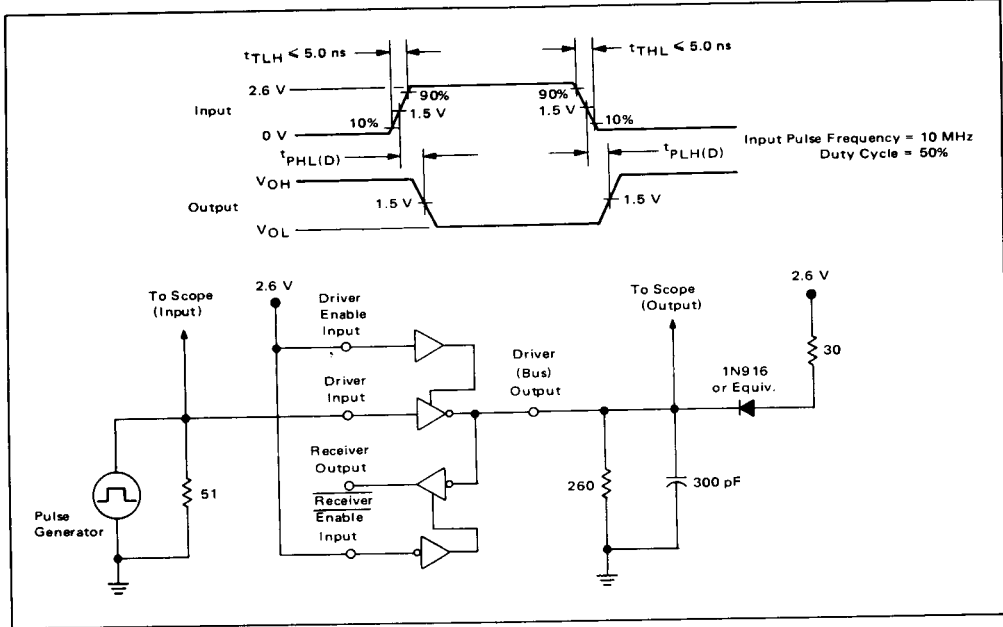 tTLH ≤ 5.0 ns
tTHL ≤ 5.0 ns
2.6 V
90%
90%
Input
1.5 V
1.5 V
10%
10%
0 V
Input Pulse Frequency = 10 MHz
Duty Cycle = 50%
tPHL(D)
tPLH(D)
VOH
Output
1.5 V
1.5 V
VOL
To Scope
(Input)
2.6 V
Driver
Enable
Input
To Scope
(Output)
2.6 V
30
Driver
(Bus)
Output
1N916
or Equiv.
Driver
Input
Receiver
Output
Receiver
Enable
Input
51
Pulse
Generator
260
300 pF